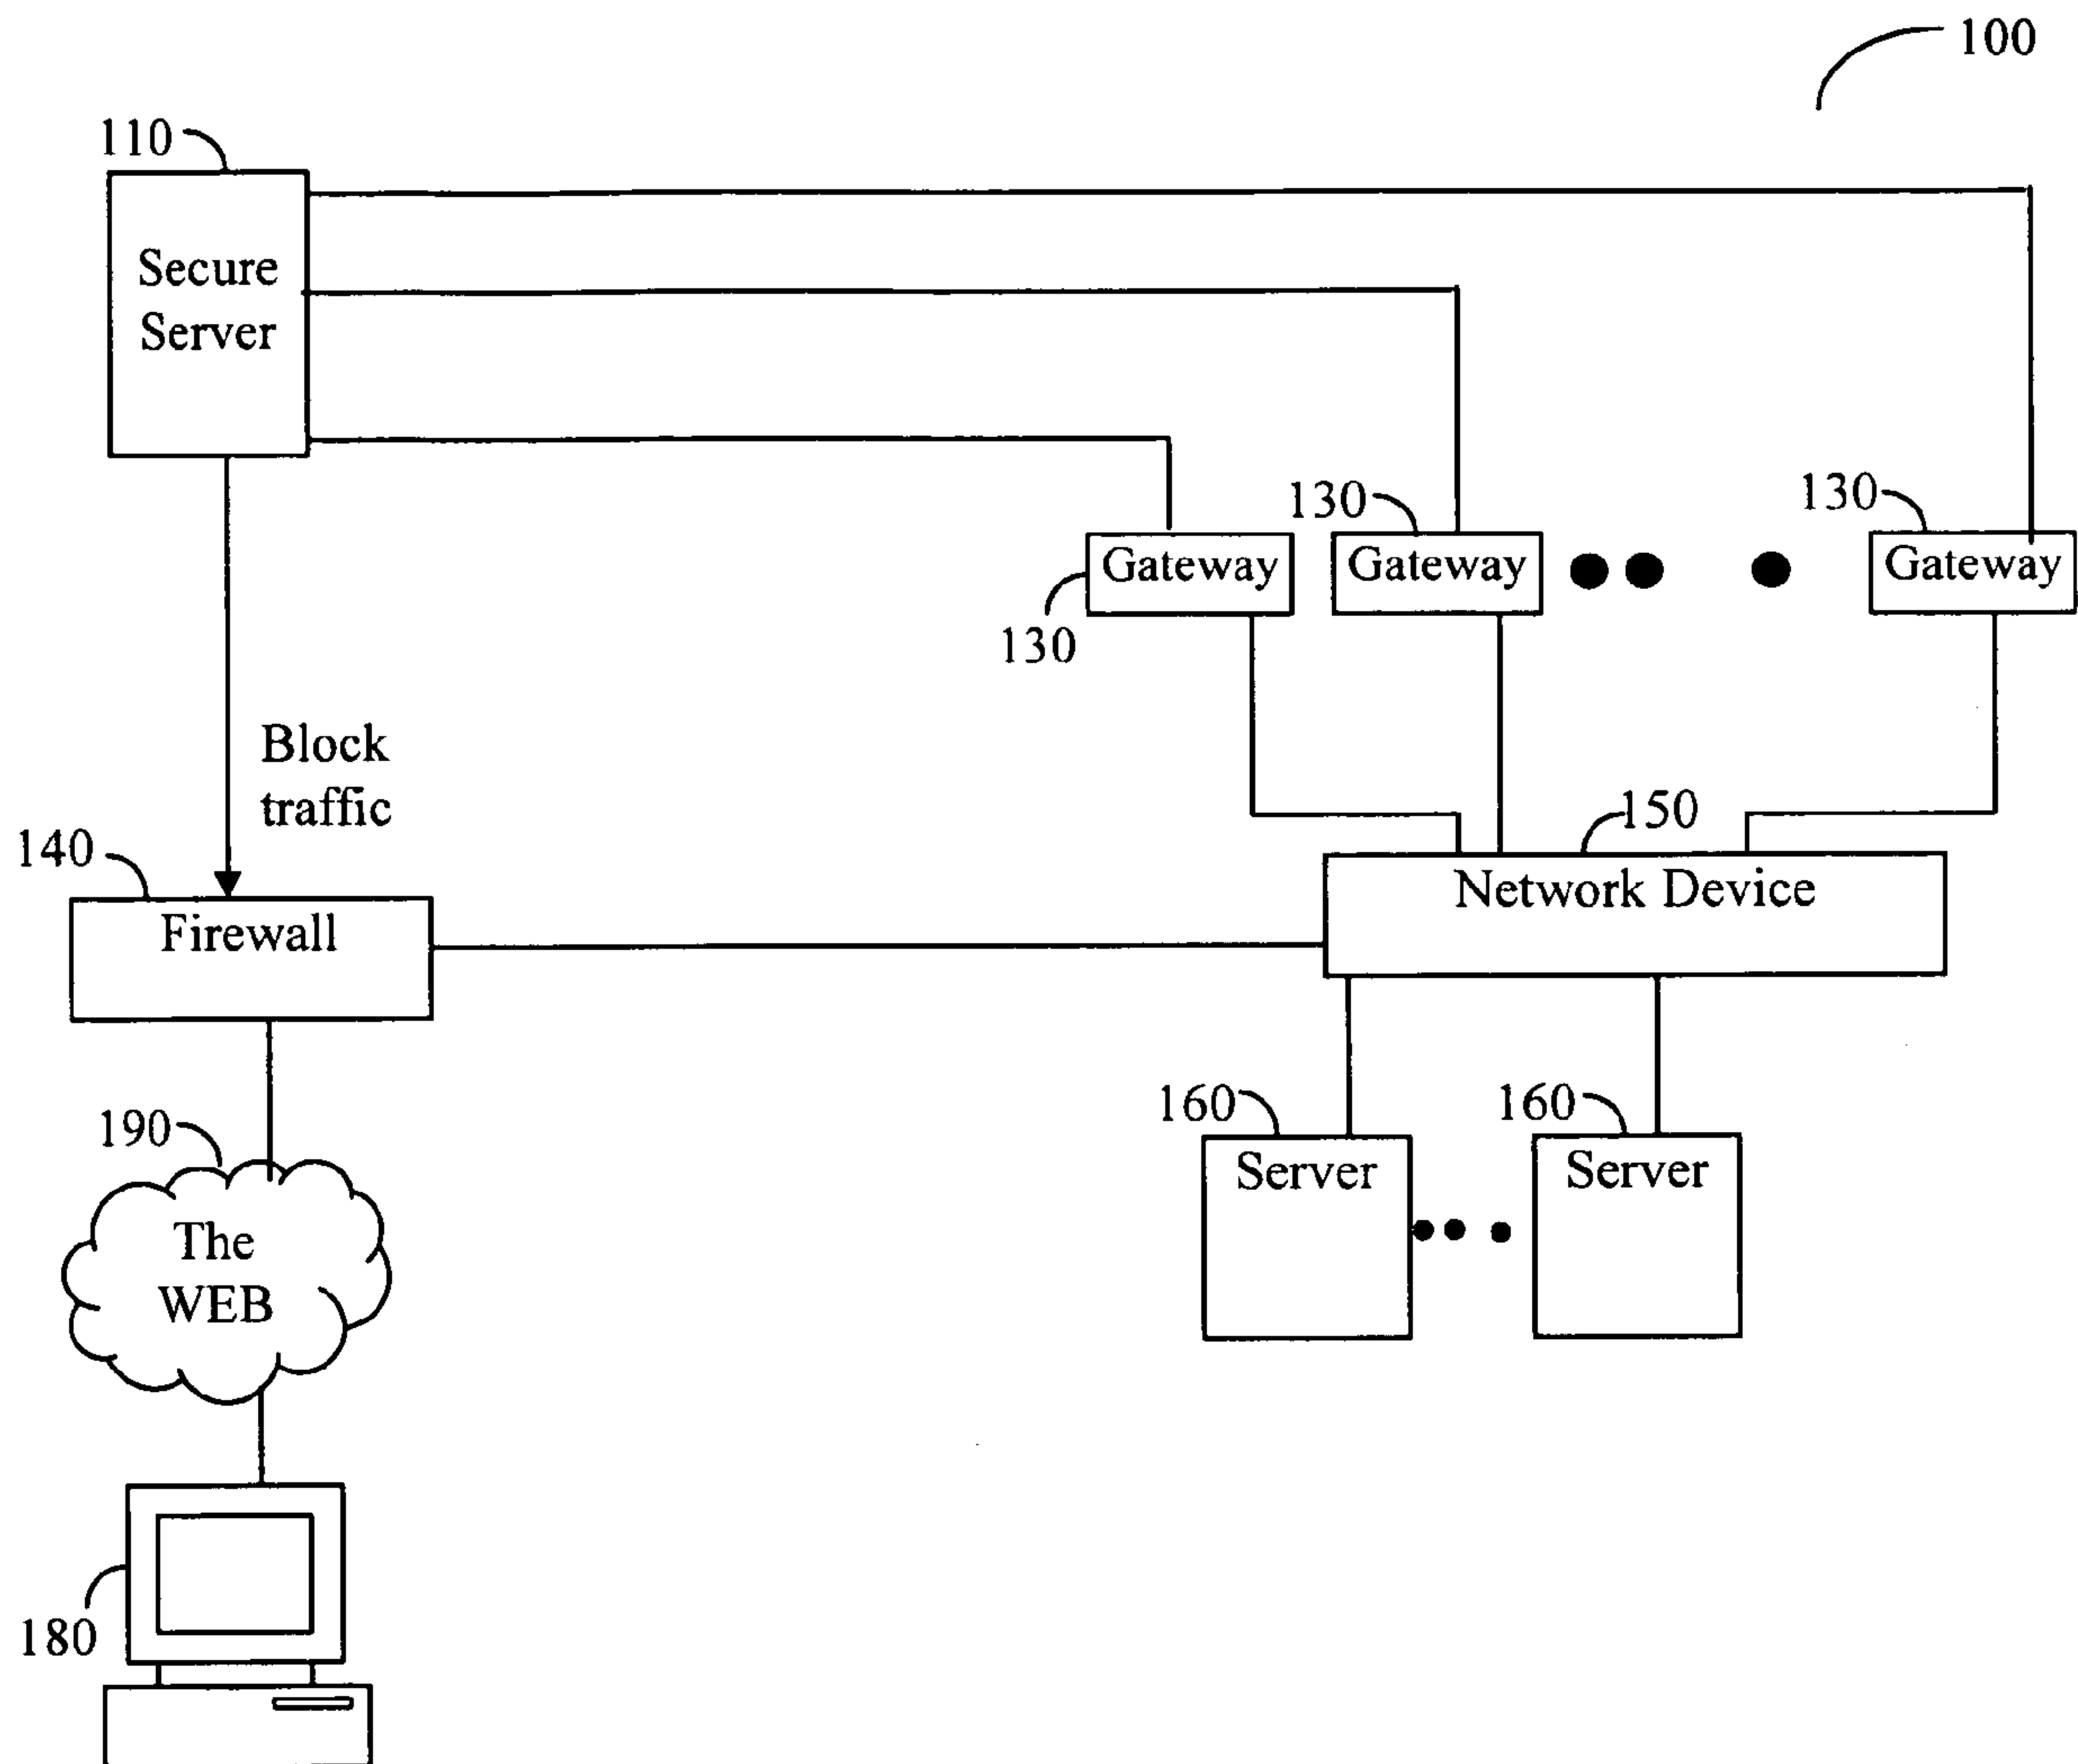 100
110
Secure
Server
130
130
Gateway
Gateway
Gateway
130
Block
traffic
150
140
Network Device
Firewall
160
160
190
Server
Server
The
WEB
180